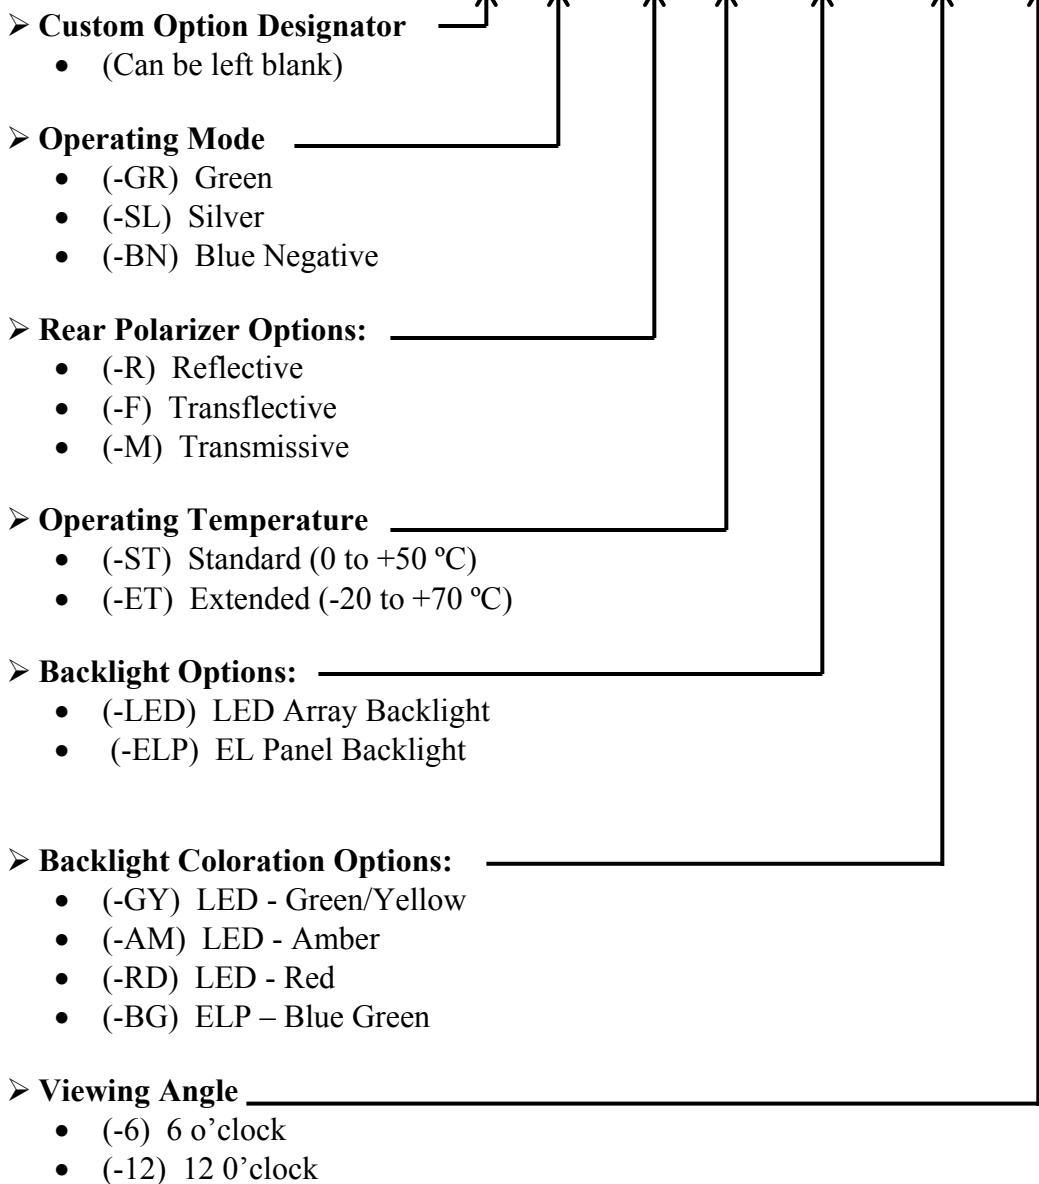 ➢ Custom Option Designator
• (Can be left blank)
➢ Operating Mode
• (-GR) Green
• (-SL) Silver
• (-BN) Blue Negative
➢ Rear Polarizer Options:
• (-R) Reflective
• (-F) Transflective
• (-M) Transmissive
➢ Operating Temperature
• (-ST) Standard (0 to +50 ºC)
• (-ET) Extended (-20 to +70 ºC)
➢ Backlight Options:
• (-LED) LED Array Backlight
• (-ELP) EL Panel Backlight
➢ Backlight Coloration Options:
• (-GY) LED - Green/Yellow
• (-AM) LED - Amber
• (-RD) LED - Red
• (-BG) ELP – Blue Green
➢ Viewing Angle
• (-6) 6 o’clock
• (-12) 12 0’clock